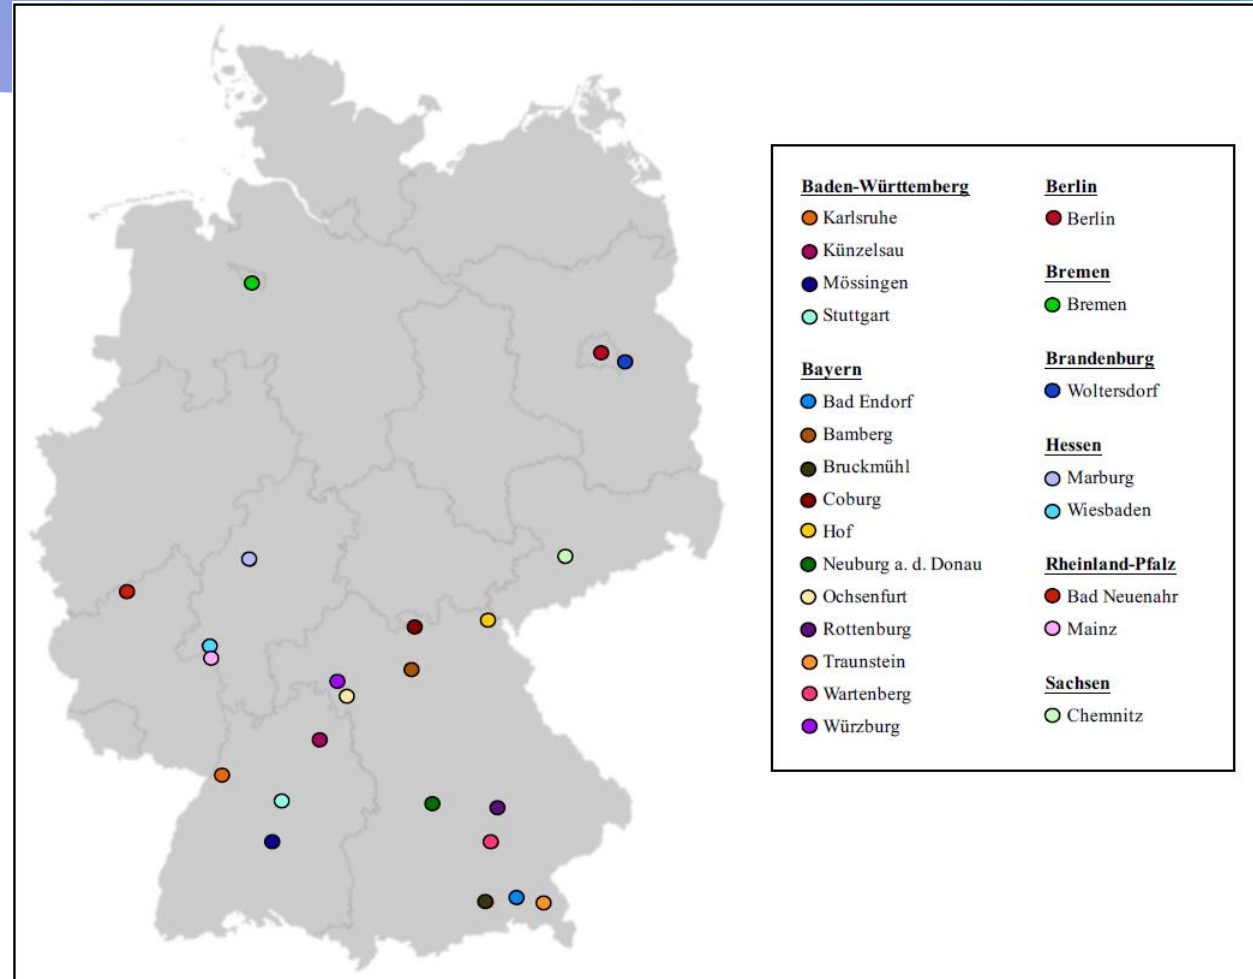 Baden-Württemberg
Karlsruhe
Künzelsau
Mössingen
Stuttgart
Bayern
Bad Endorf
Bamberg
Bruckmühl
Coburg
Hof
Neuburg a. d. Donau
Ochsenfurt
Rottenburg
Traunstein
Wartenberg
Würzburg
Berlin
Berlin
Bremen
Bremen
Brandenburg
Woltersdorf
Hessen
Marburg
Wiesbaden
Rheinland-Pfalz
Bad Neuenahr
Mainz
Sachsen
Chemnitz